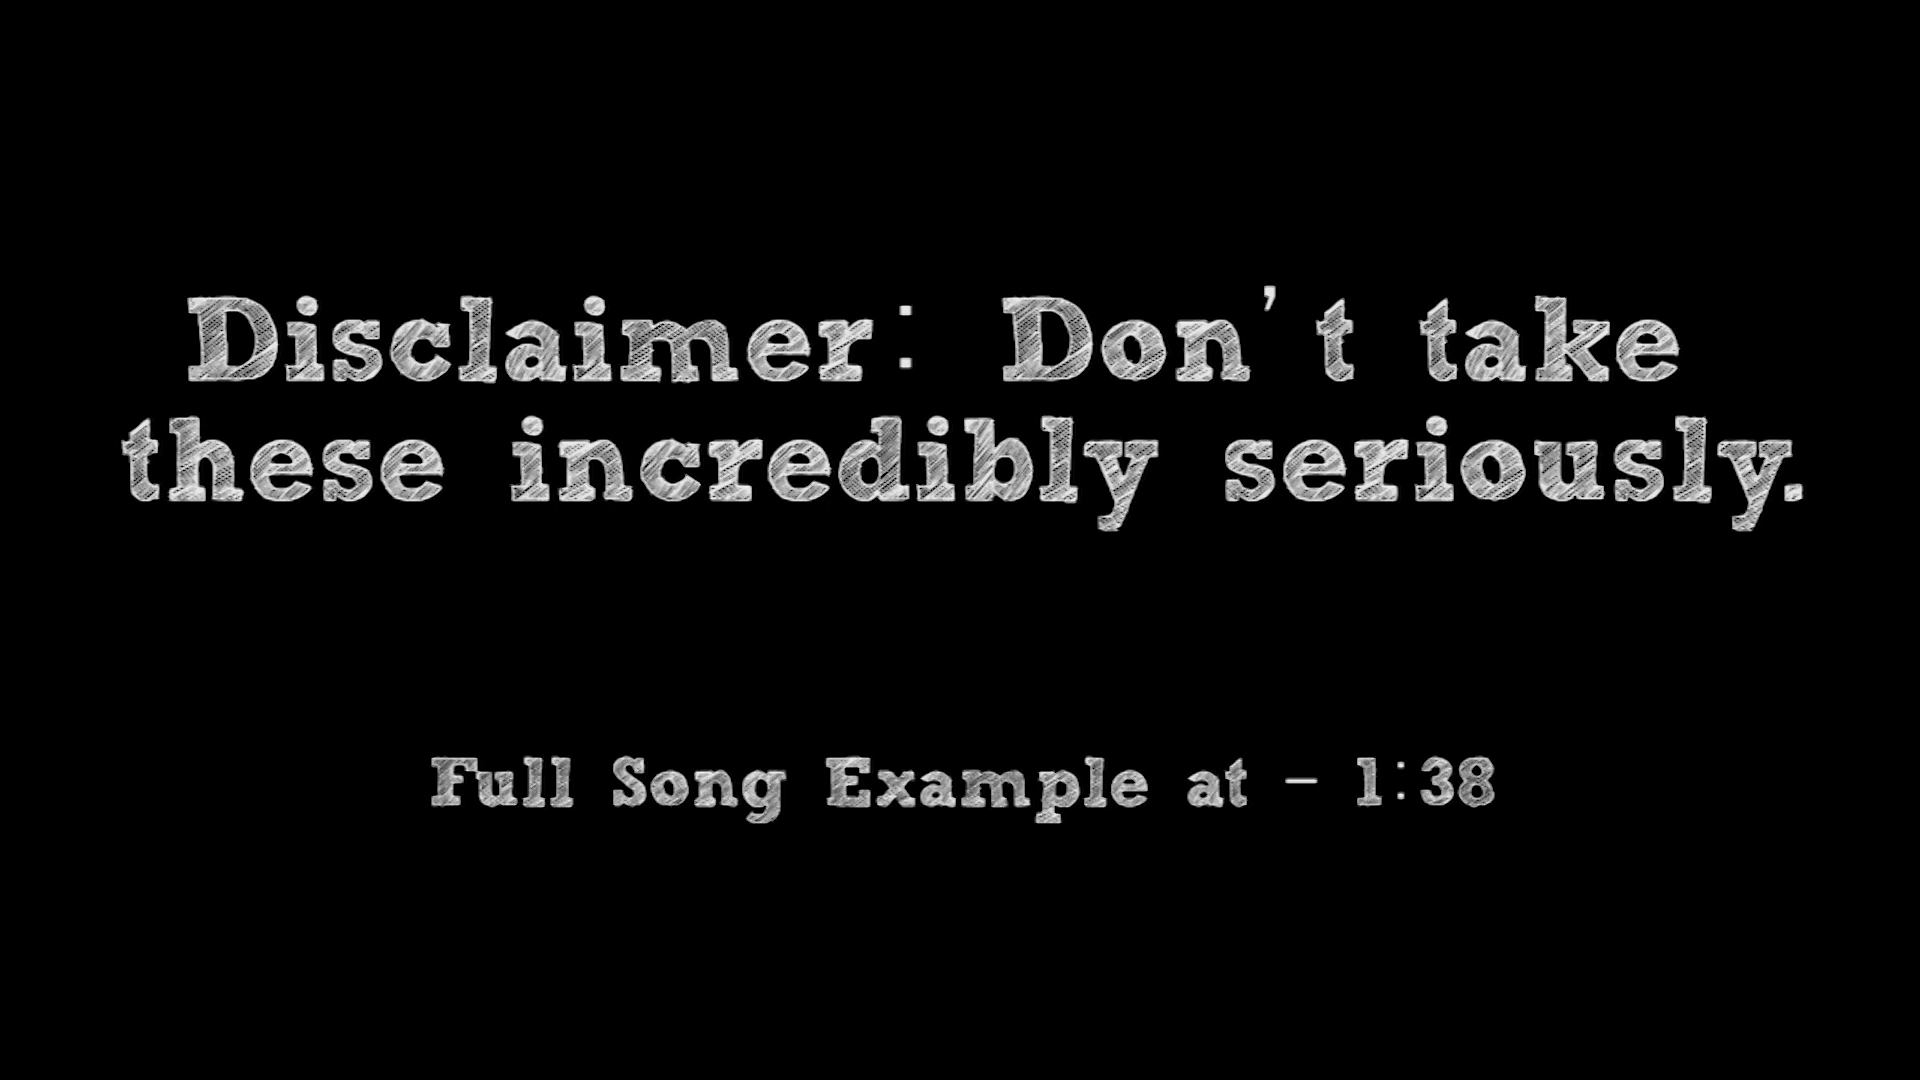 Disclaimer: Don't take
these incredibly seriously.
Full Song Example at - 1:38